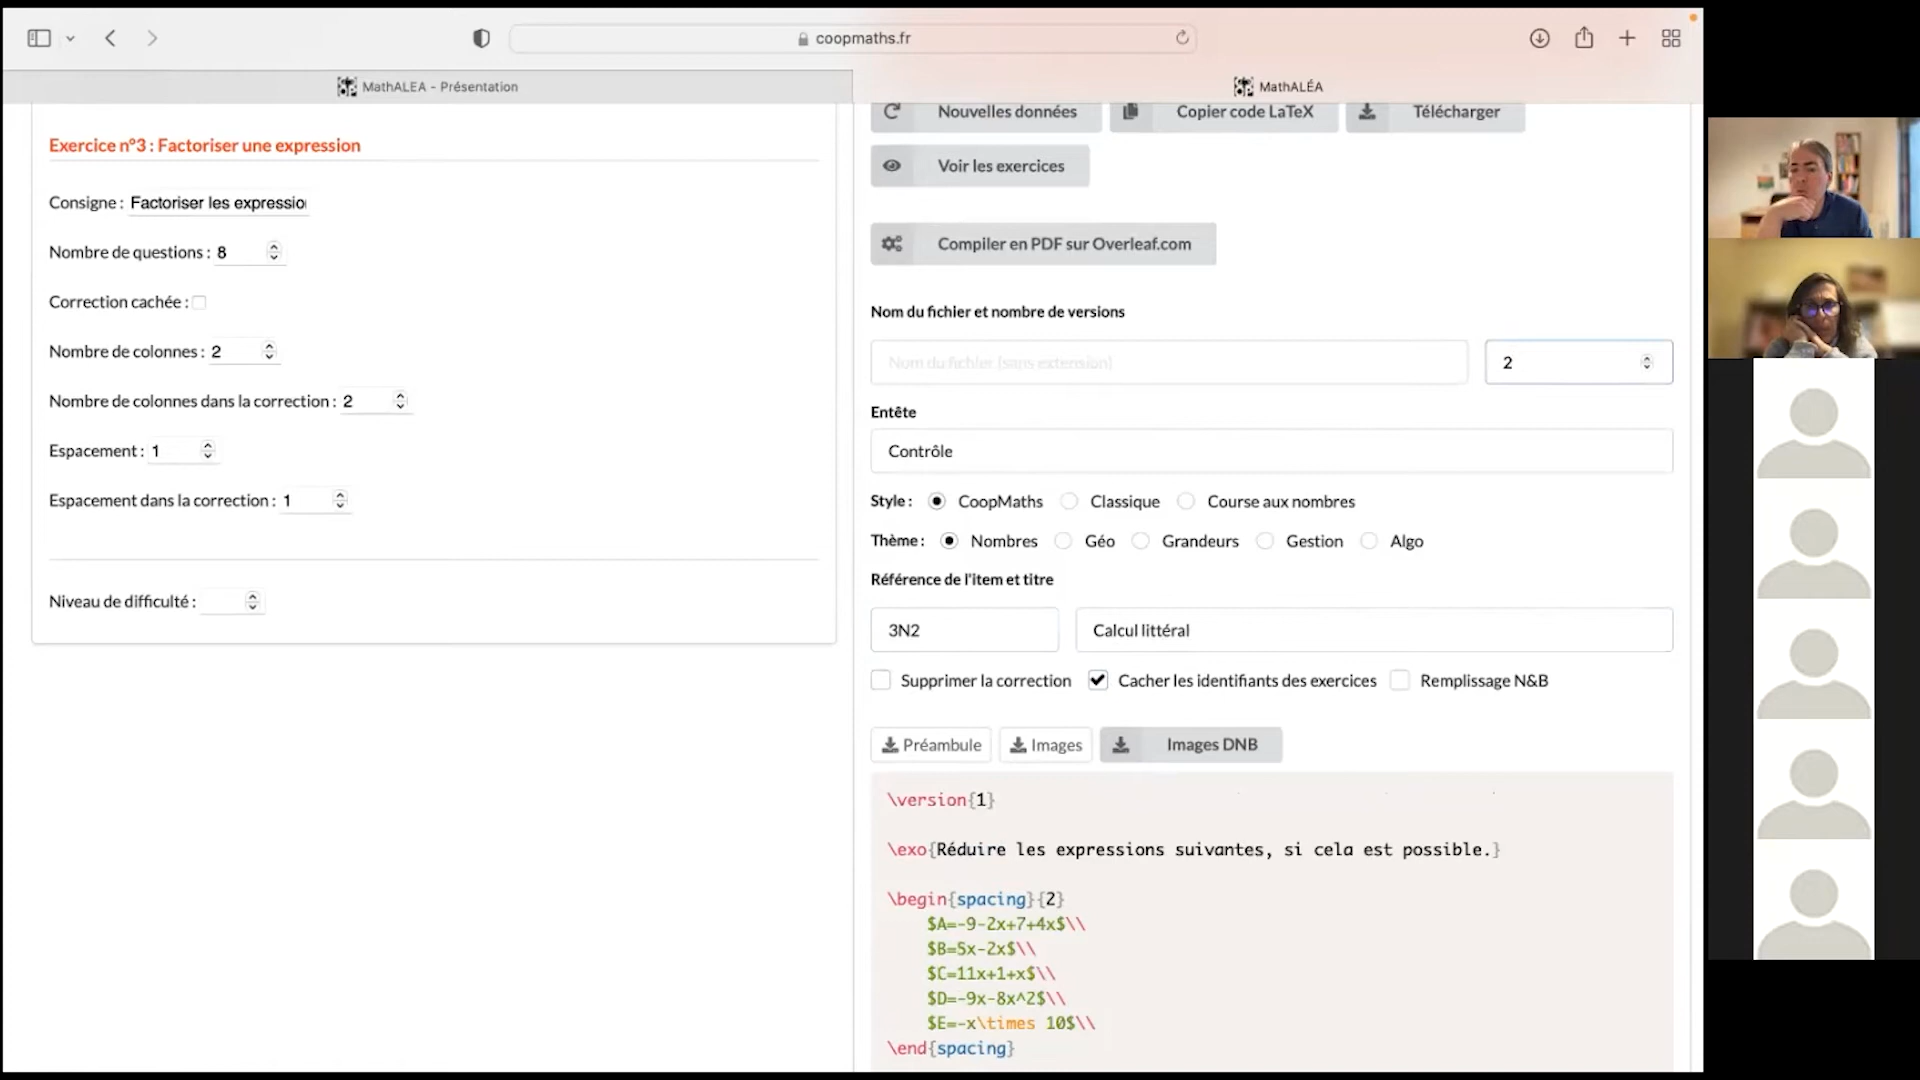 coopmaths.fr
MathALEA - Présentation
MathALÉA
Exercice n°3 : Factoriser une expression
Consigne : Factoriser les expressio
Nombre de questions : 8
Correction cachée :
Nombre de colonnes : 2
Nombre de colonnes dans la correction : 2
Espacement : 1
Espacement dans la correction : 1
Niveau de difficulté :
Nouvelles données
Copier code LaTeX
Télécharger
Voir les exercices
Compiler en PDF sur Overleaf.com
Nom du fichier et nombre de versions
Nom du fichier (sans extension)
2
Entête
Contrôle
Style : CoopMaths Classique Course aux nombres
Thème : Nombres Géo Grandeurs Gestion Algo
Référence de l'item et titre
3N2
Calcul littéral
Supprimer la correction Cacher les identifiants des exercices Remplissage N&B
Préambule Images Images DNB
\version{1}
\exo{Réduire les expressions suivantes, si cela est possible.}
\begin{spacing}{2}
$A=-9-2x+7+4x$\\
$B=5x-2x$\\
$C=11x+1+x$\\
$D=-9x-8x^2$\\
$E=-x\times 10$\\
\end{spacing}